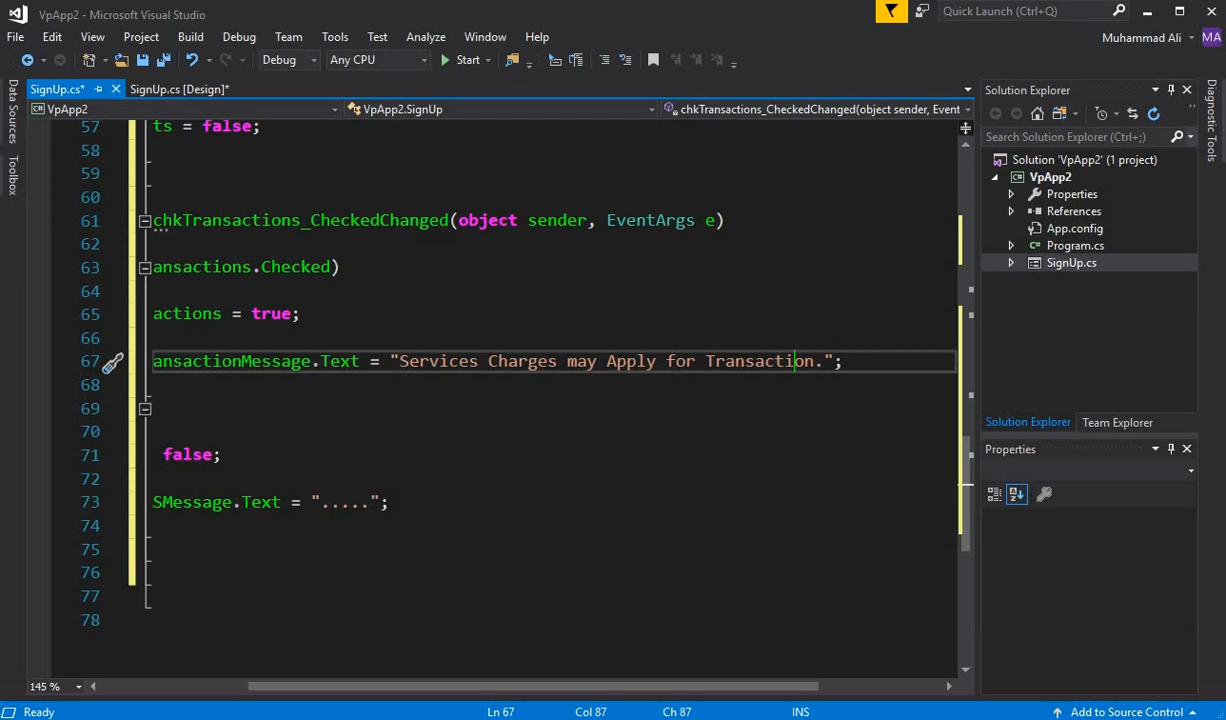 VpApp2 - Microsoft Visual Studio
Quick Launch (Ctrl+Q)
File Edit View Project Build Debug Team Tools Test Analyze Window Help
Muhammad Ali MA
Debug Any CPU Start
SignUp.cs* SignUp.cs [Design]*
VpApp2 VpApp2.SignUp chkTransactions_CheckedChanged(object sender, Event
Data Sources
Toolbox
57 ts = false;
58
59
60
61 chkTransactions_CheckedChanged(object sender, EventArgs e)
62
63 ansactions.Checked)
64
65 actions = true;
66
67 ansactionMessage.Text = "Services Charges may Apply for Transaction.";
68
69
70
71 false;
72
73 SMessage.Text = ".....";
74
75
76
77
78
145 %
Solution Explorer
Search Solution Explorer (Ctrl+;)
Solution 'VpApp2' (1 project)
VpApp2
Properties
References
App.config
Program.cs
SignUp.cs
Solution Explorer Team Explorer
Properties
Diagnostic Tools
Ready Ln 67 Col 87 Ch 87 INS Add to Source Control